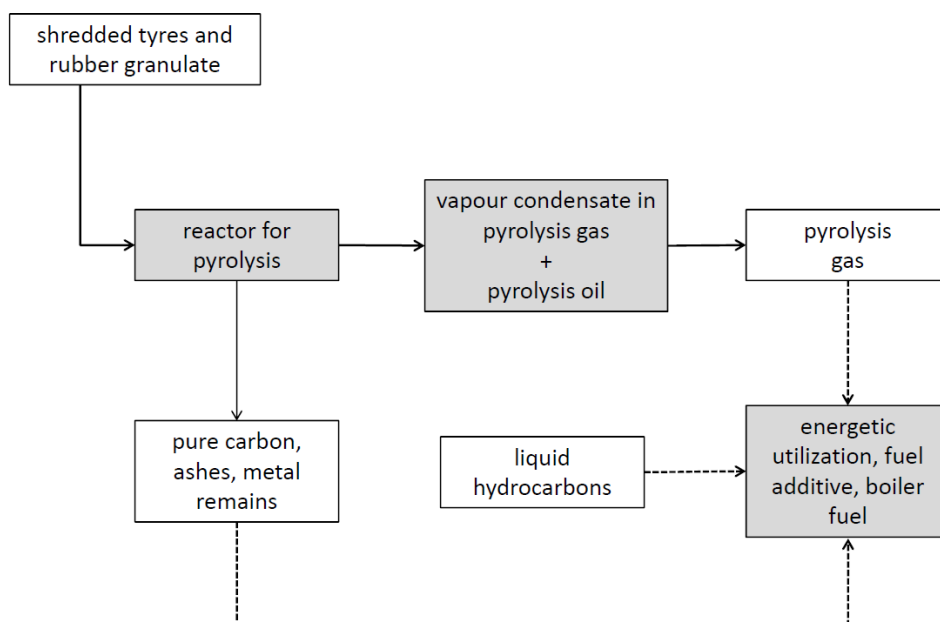 shredded tyres and
rubber granulate
reactor for
pyrolysis
vapour condensate in
pyrolysis gas
+
pyrolysis oil
pyrolysis
gas
pure carbon,
ashes, metal
remains
liquid
hydrocarbons
energetic
utilization, fuel
additive, boiler
fuel